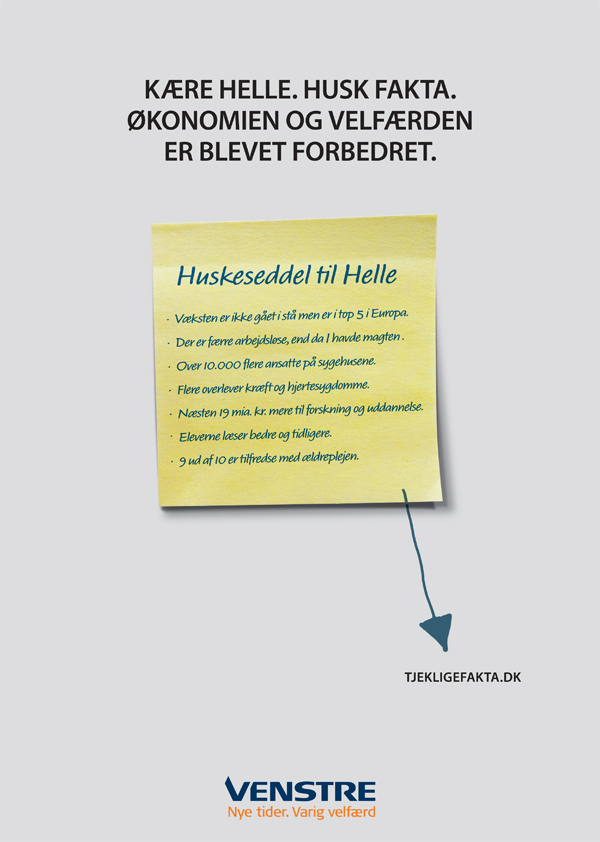 KÆRE HELLE. HUSK FAKTA.
ØKONOMIEN OG VELFÆRDEN
ER BLEVET FORBEDRET.
Huskeseddel til Helle
· Væksten er ikke gået i stå men er i top 5 i Europa.
· Der er færre arbejdsløse, end da I havde magten .
· Over 10.000 flere ansatte på sygehusene.
· Flere overlever kræft og hjertesygdomme.
· Næsten 19 mia. kr. mere til forskning og uddannelse.
· Eleverne læser bedre og tidligere.
· 9 ud af 10 er tilfredse med ældreplejen.
TJEKLIGEFAKTA.DK
VENSTRE
Nye tider. Varig velfærd